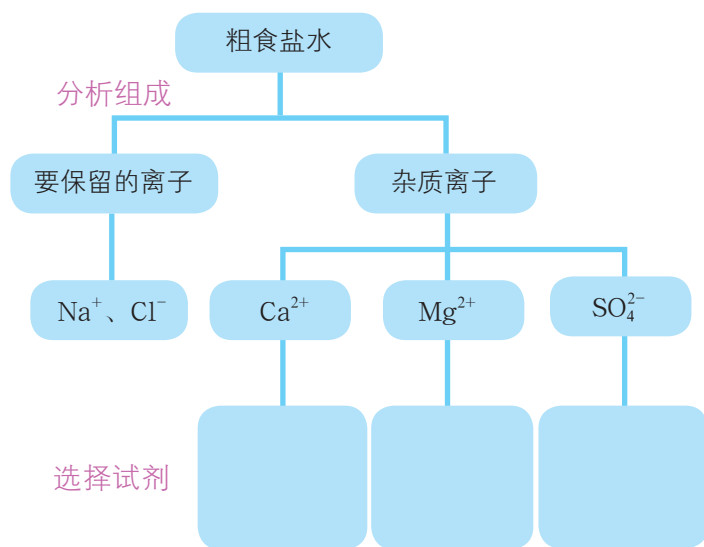 粗食盐水
分析组成
要保留的离子
杂质离子
Na⁺、Cl⁻
Ca²⁺
Mg²⁺
SO₄²⁻
选择试剂